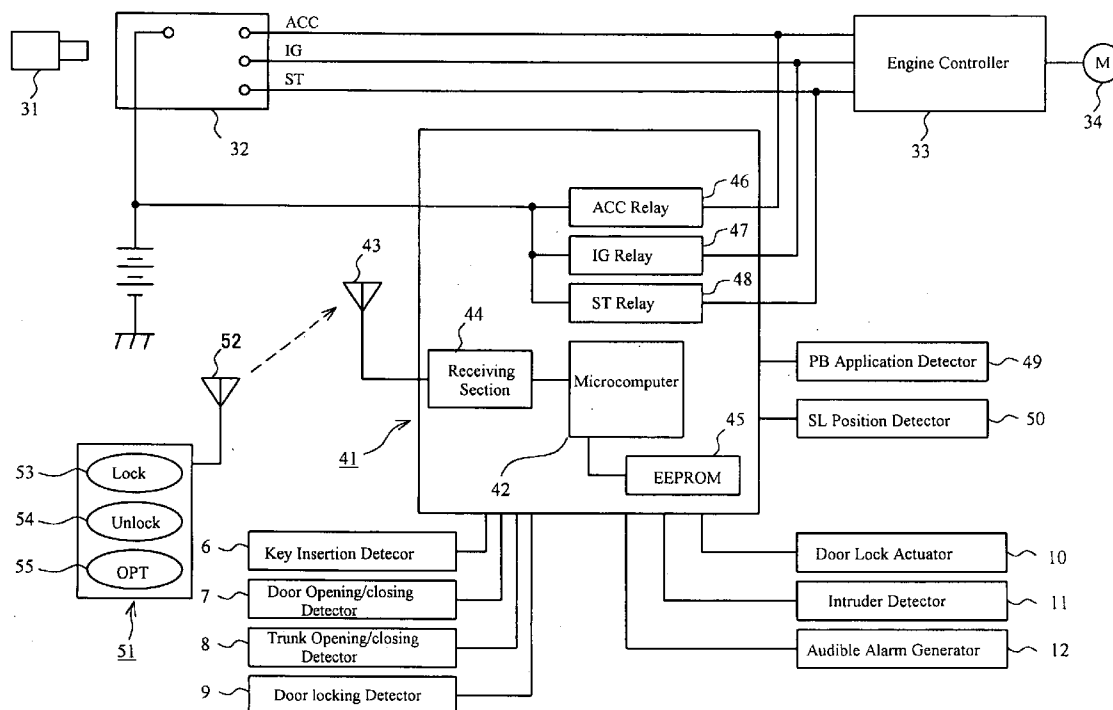 ACC
IG
ST
31
32
Engine Controller
33
M
34
ACC Relay
46
IG Relay
47
ST Relay
48
43
44
Receiving
Section
Microcomputer
42
45
EEPROM
41
PB Application Detector
49
SL Position Detector
50
52
53
Lock
54
Unlock
55
OPT
51
6
Key Insertion Detecor
7
Door Opening/closing
Detector
8
Trunk Opening/closing
Detector
9
Door locking Detector
Door Lock Actuator
10
Intruder Detector
11
Audible Alarm Generator
12